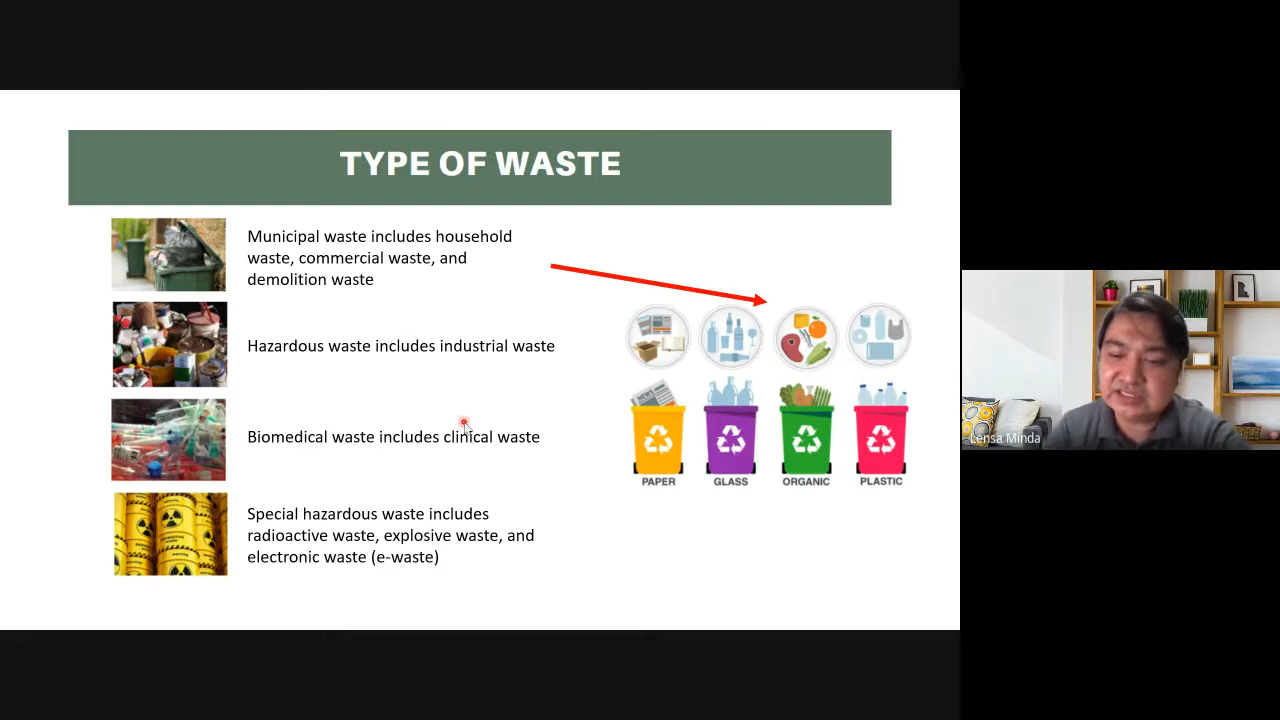 TYPE OF WASTE
Municipal waste includes household
waste, commercial waste, and
demolition waste
Hazardous waste includes industrial waste
Biomedical waste includes clinical waste
Special hazardous waste includes
radioactive waste, explosive waste, and
electronic waste (e-waste)
PAPER
GLASS
ORGANIC
PLASTIC
Lensa Minda